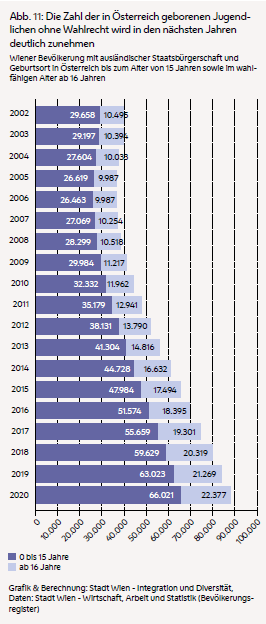 Abb. 11: Die Zahl der in Österreich geborenen Jugend-
lichen ohne Wahlrecht wird in den nächsten Jahren
deutlich zunehmen
Wiener Bevölkerung mit ausländischer Staatsbürgerschaft und
Geburtsort in Österreich bis zum Alter von 15 Jahren sowie im wahl-
fähigen Alter ab 16 Jahren
2002 29.658 10.495
2003 29.197 10.394
2004 27.604 10.033
2005 26.619 9.987
2006 26.463 9.987
2007 27.069 10.254
2008 28.299 10.518
2009 29.984 11.217
2010 32.332 11.962
2011 35.179 12.941
2012 38.131 13.790
2013 41.304 14.816
2014 44.728 16.632
2015 47.984 17.494
2016 51.574 18.395
2017 55.659 19.301
2018 59.629 20.319
2019 63.023 21.269
2020 66.021 22.377
0 10.000 20.000 30.000 40.000 50.000 60.000 70.000 80.000 90.000 100.000
0 bis 15 Jahre
ab 16 Jahre
Grafik & Berechnung: Stadt Wien - Integration und Diversität,
Daten: Stadt Wien - Wirtschaft, Arbeit und Statistik (Bevölkerungs-
register)